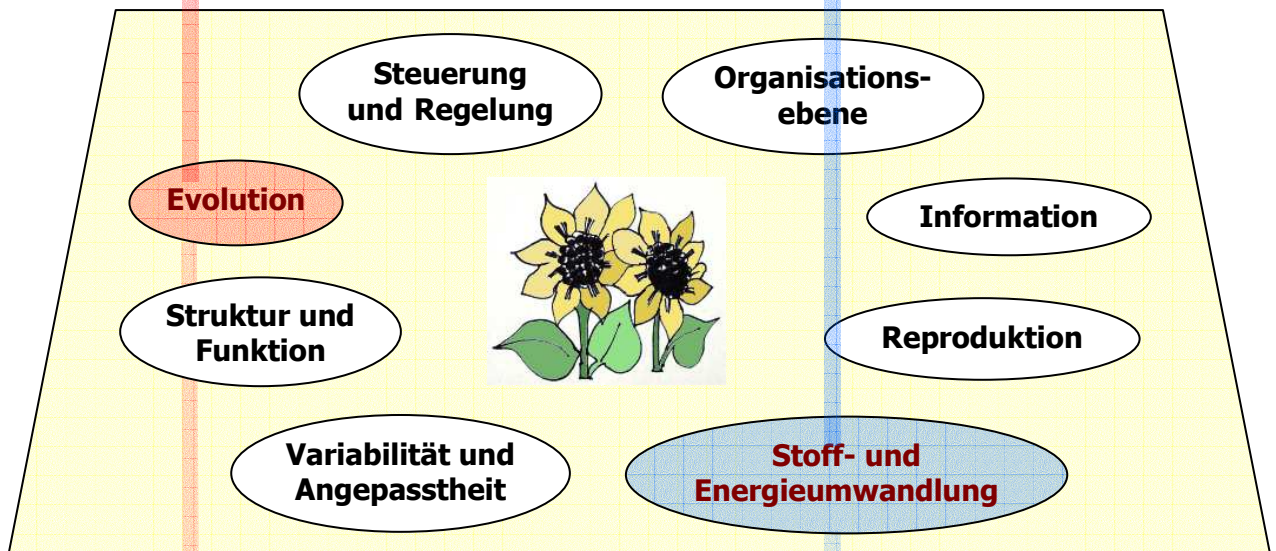 Steuerung
und Regelung
Organisations-
ebene
Evolution
Information
Struktur und
Funktion
Reproduktion
Variabilität und
Angepasstheit
Stoff- und
Energieumwandlung